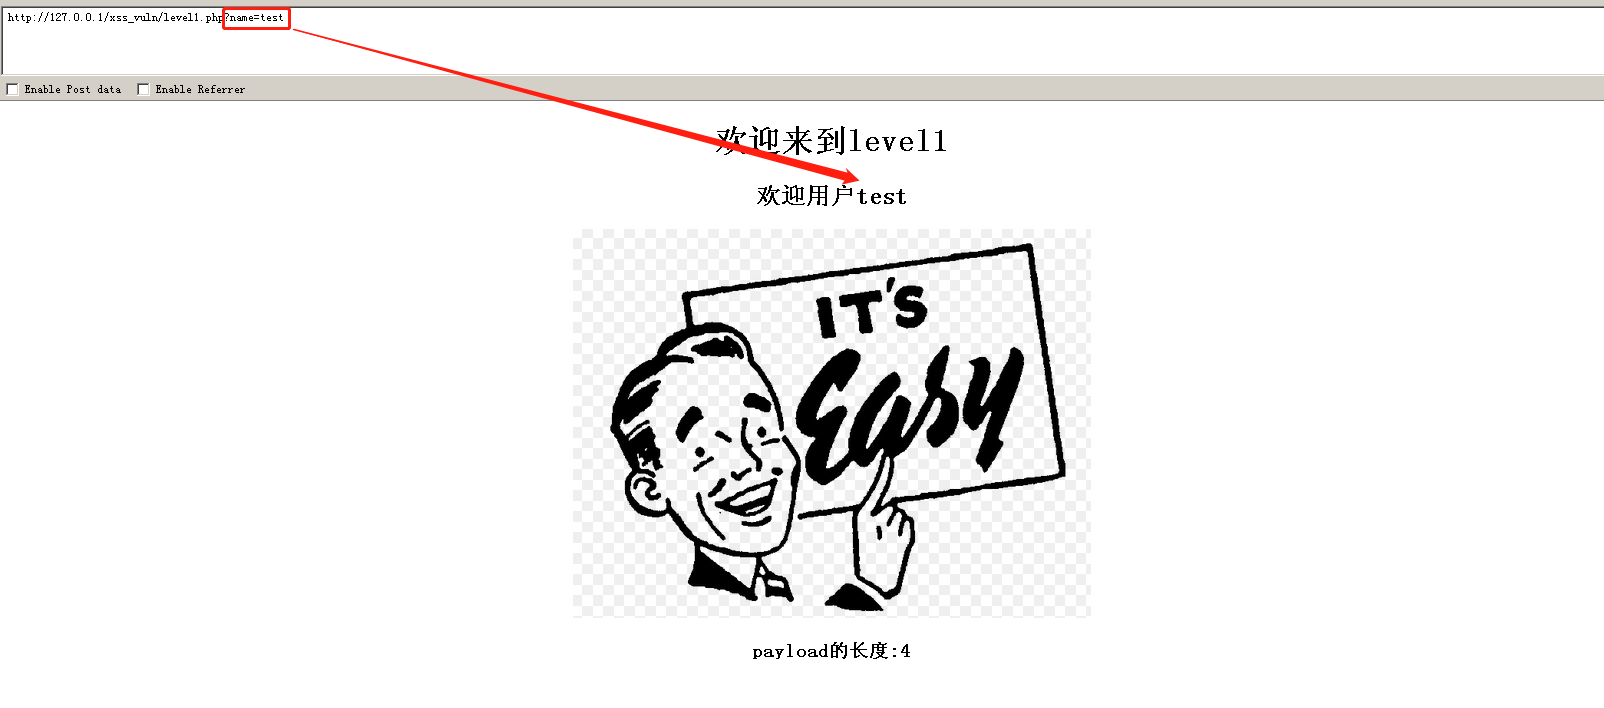 http://127.0.0.1/xss_vuln/level1.php?name=test
Enable Post data Enable Referrer
欢迎来到level1
欢迎用户test
IT'S
Easy
payload的长度:4